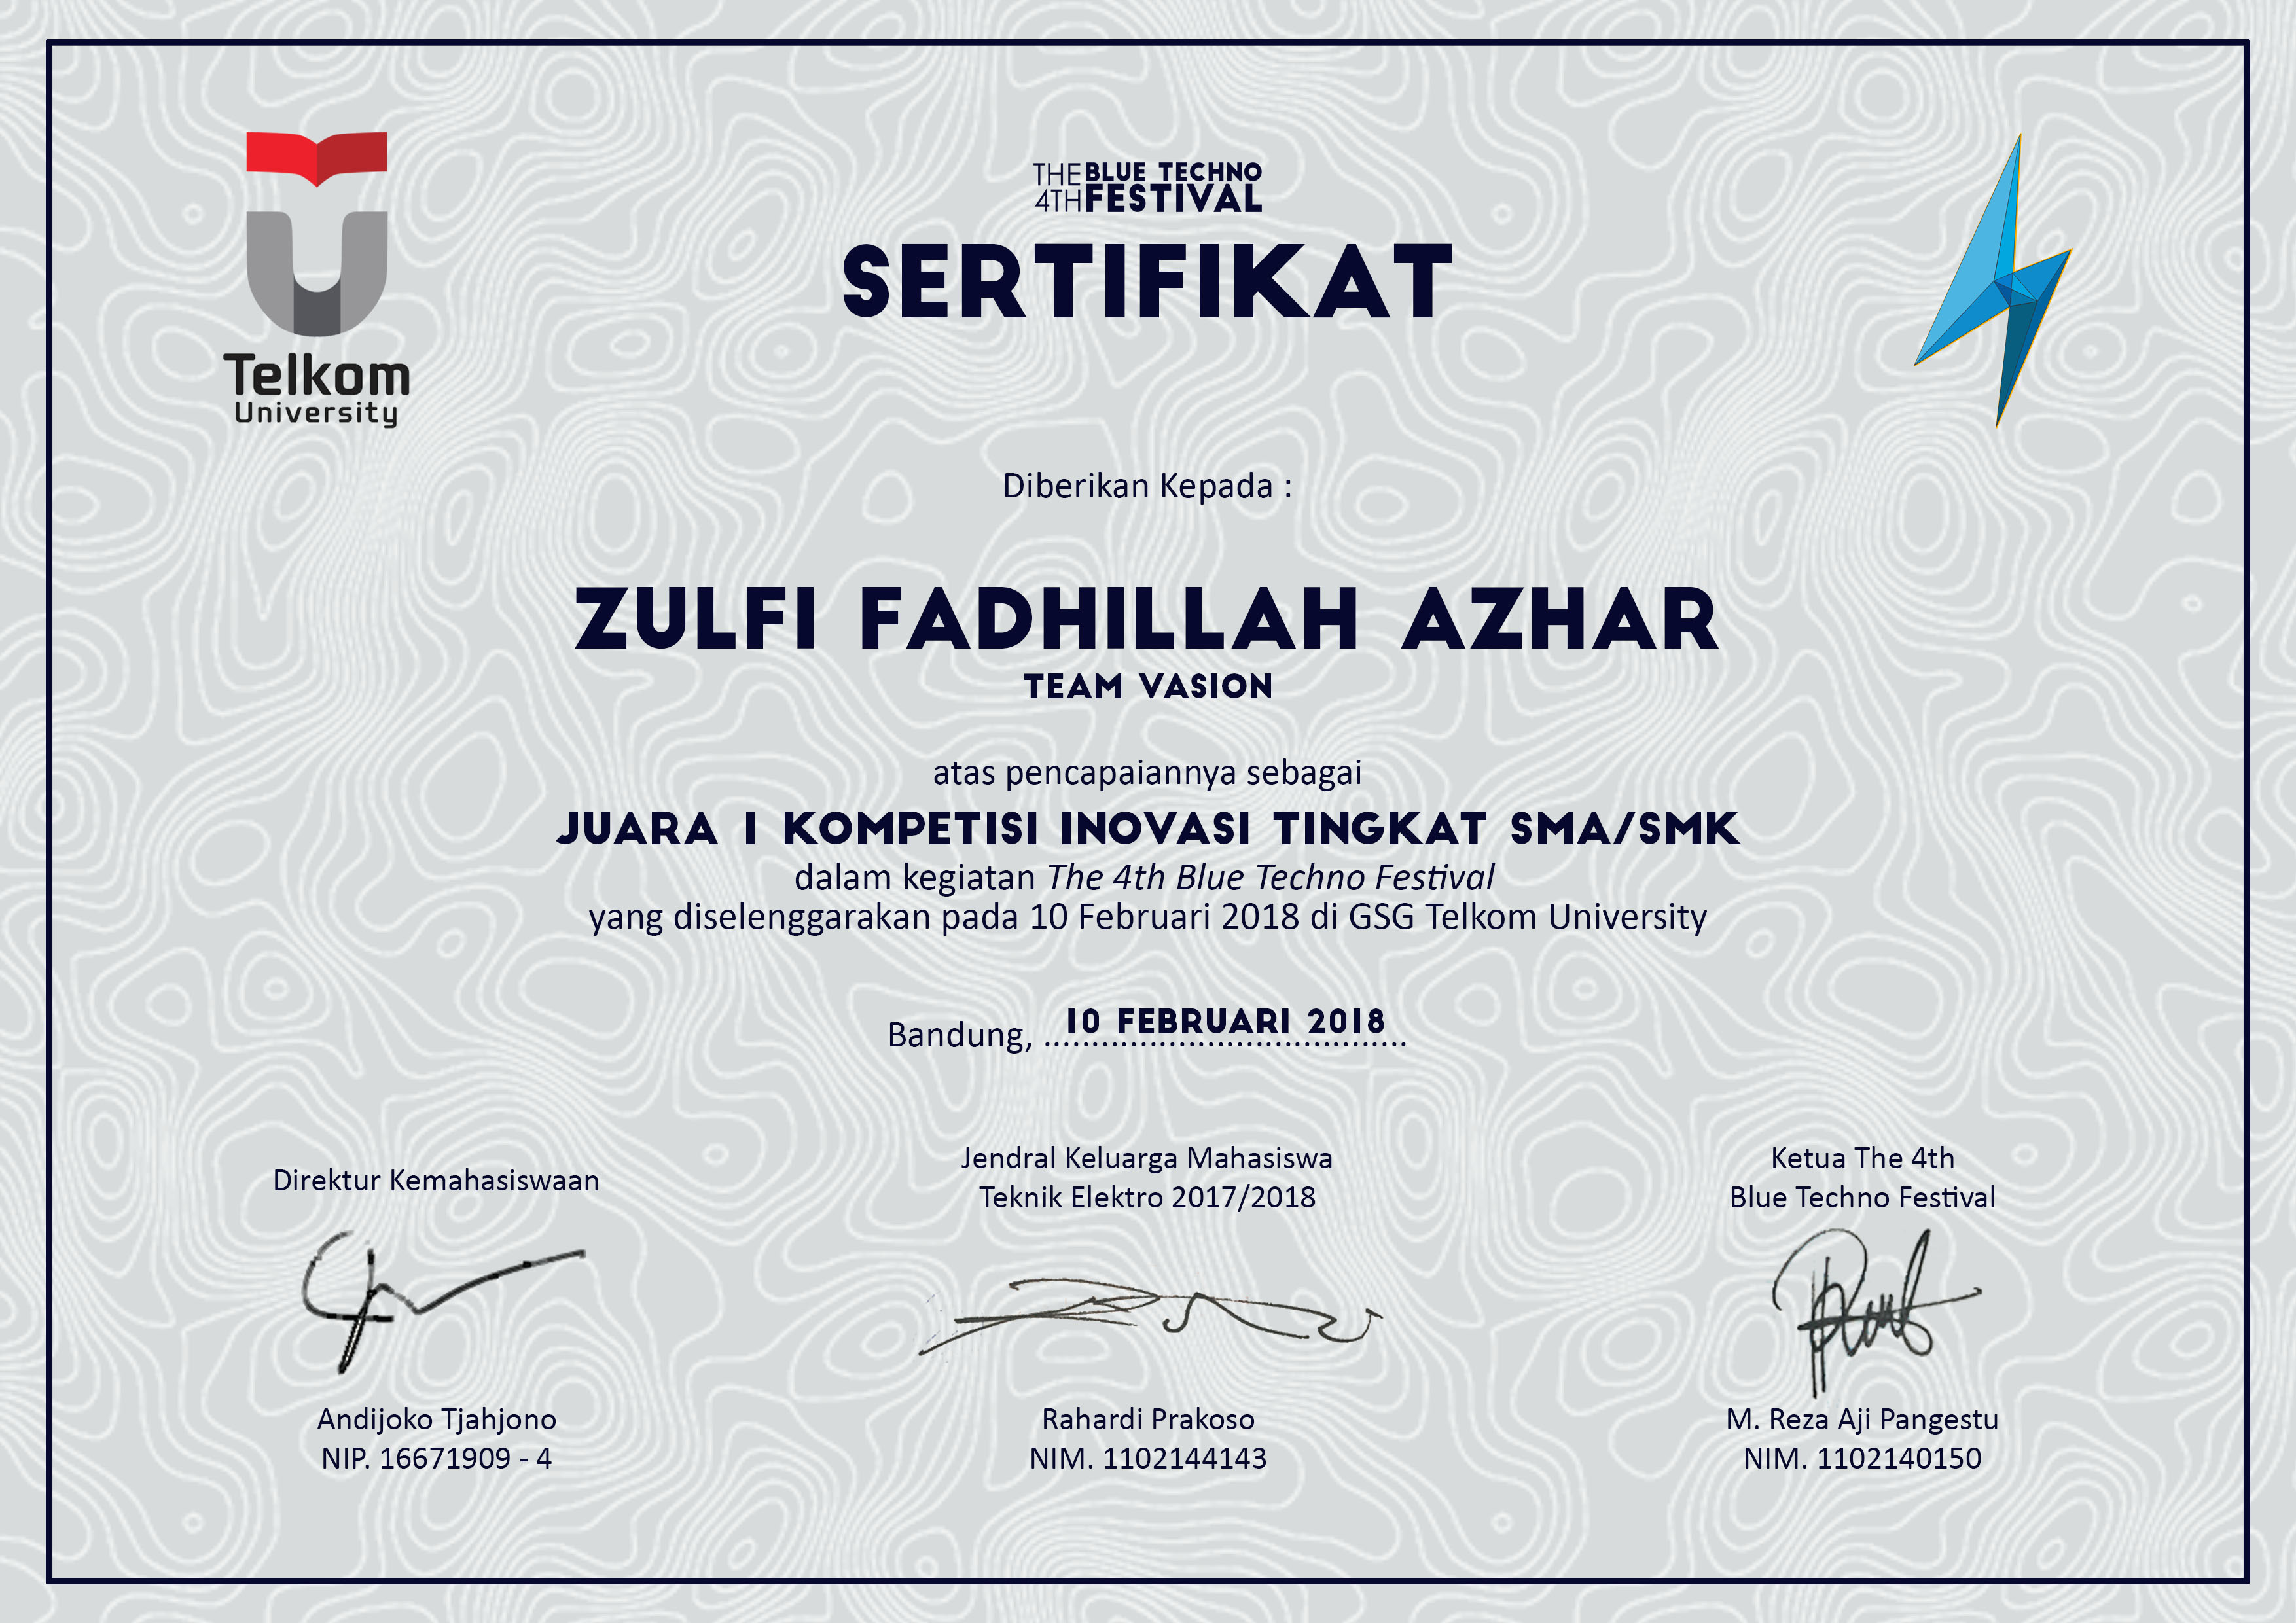 Telkom
University
THE BLUE TECHNO
4TH FESTIVAL
SERTIFIKAT
Diberikan Kepada :
ZULFI FADHILLAH AZHAR
TEAM VASION
atas pencapaiannya sebagai
JUARA 1 KOMPETISI INOVASI TINGKAT SMA/SMK
dalam kegiatan The 4th Blue Techno Festival
yang diselenggarakan pada 10 Februari 2018 di GSG Telkom University
Bandung, 10 FEBRUARI 2018
Direktur Kemahasiswaan
Andijoko Tjahjono
NIP. 16671909 - 4
Jendral Keluarga Mahasiswa
Teknik Elektro 2017/2018
Rahardi Prakoso
NIM. 1102144143
Ketua The 4th
Blue Techno Festival
M. Reza Aji Pangestu
NIM. 1102140150